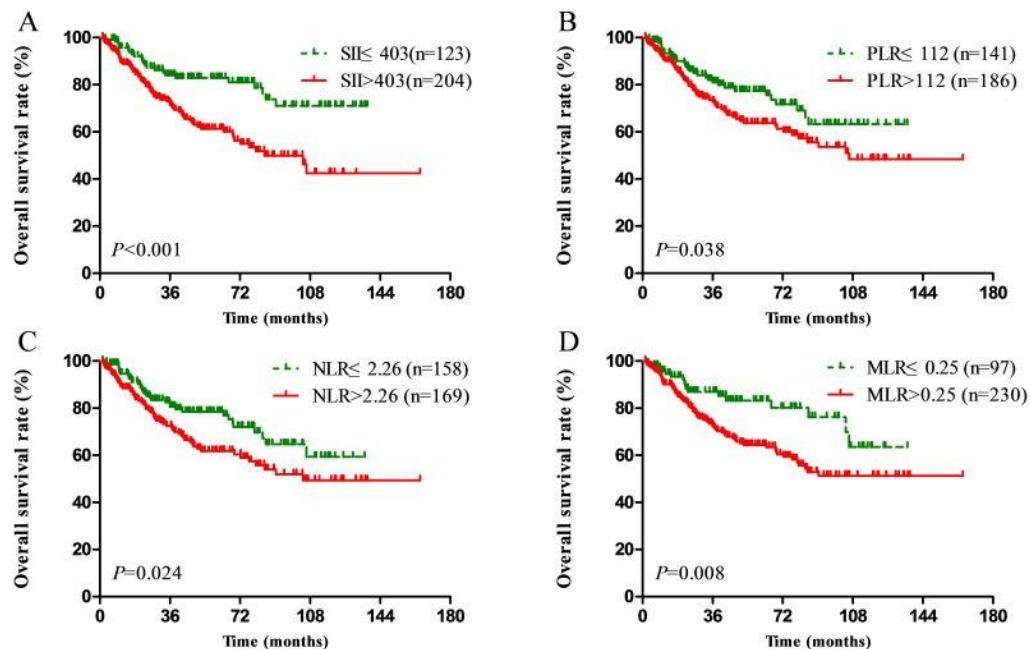 A
Overall survival rate (%)
100
80
60
40
20
0
SII≤ 403(n=123)
SII>403(n=204)
P<0.001
0 36 72 108 144 180
Time (months)
B
Overall survival rate (%)
100
80
60
40
20
0
PLR≤ 112 (n=141)
PLR>112 (n=186)
P=0.038
0 36 72 108 144 180
Time (months)
C
Overall survival rate (%)
100
80
60
40
20
0
NLR≤ 2.26 (n=158)
NLR>2.26 (n=169)
P=0.024
0 36 72 108 144 180
Time (months)
D
Overall survival rate (%)
100
80
60
40
20
0
MLR≤ 0.25 (n=97)
MLR>0.25 (n=230)
P=0.008
0 36 72 108 144 180
Time (months)